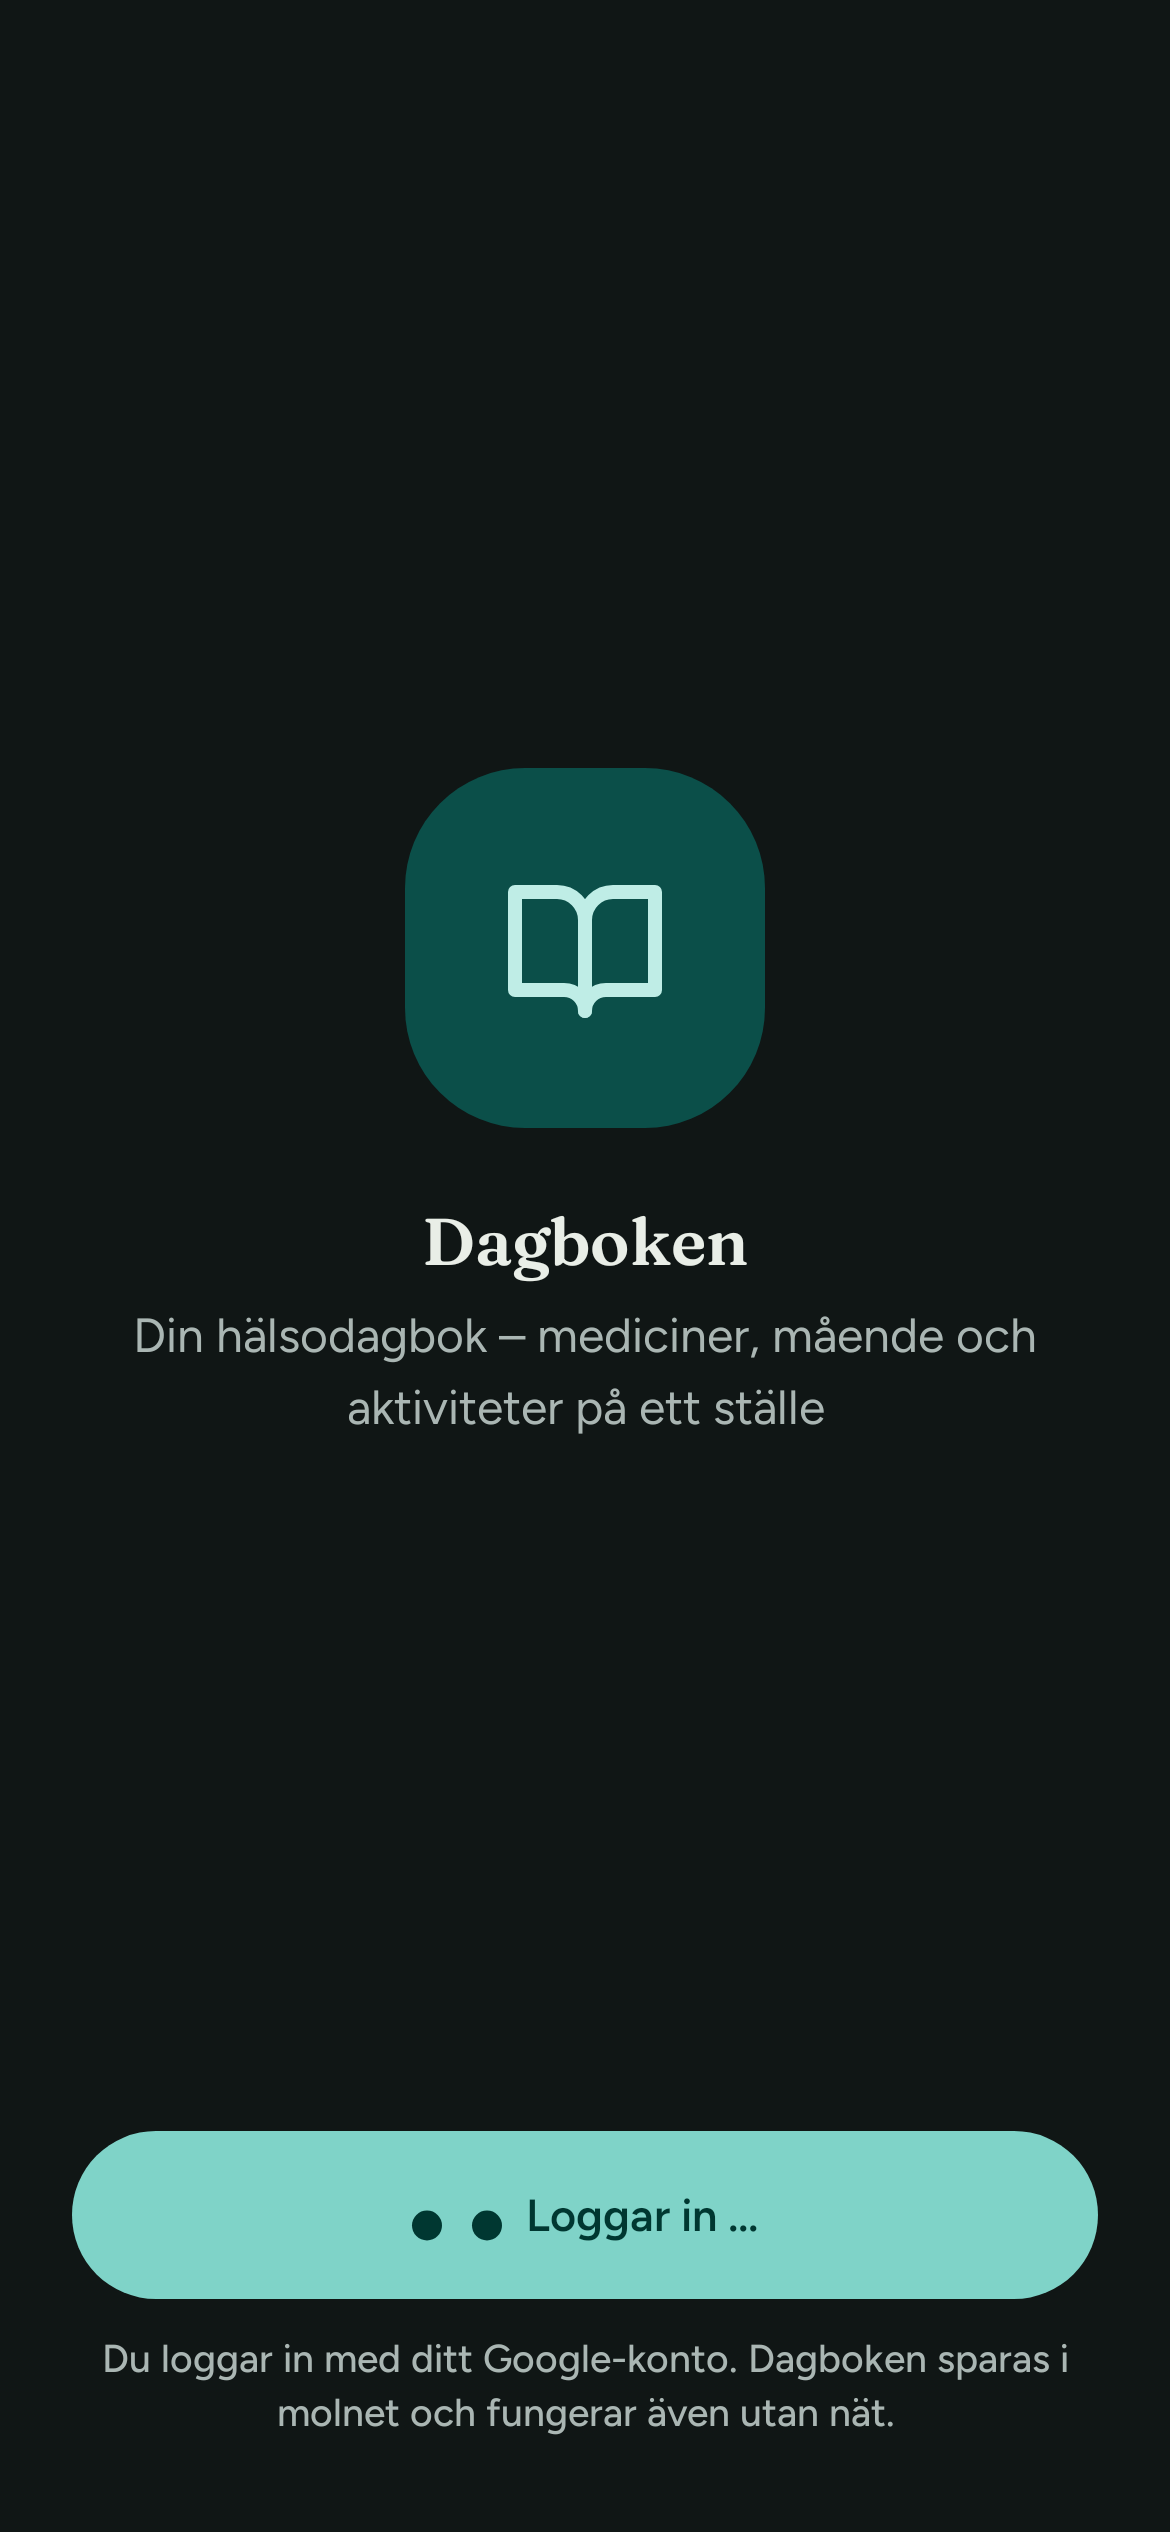 Dagboken
Din hälsodagbok – mediciner, mående och
aktiviteter på ett ställe
Loggar in ...
Du loggar in med ditt Google-konto. Dagboken sparas i
molnet och fungerar även utan nät.